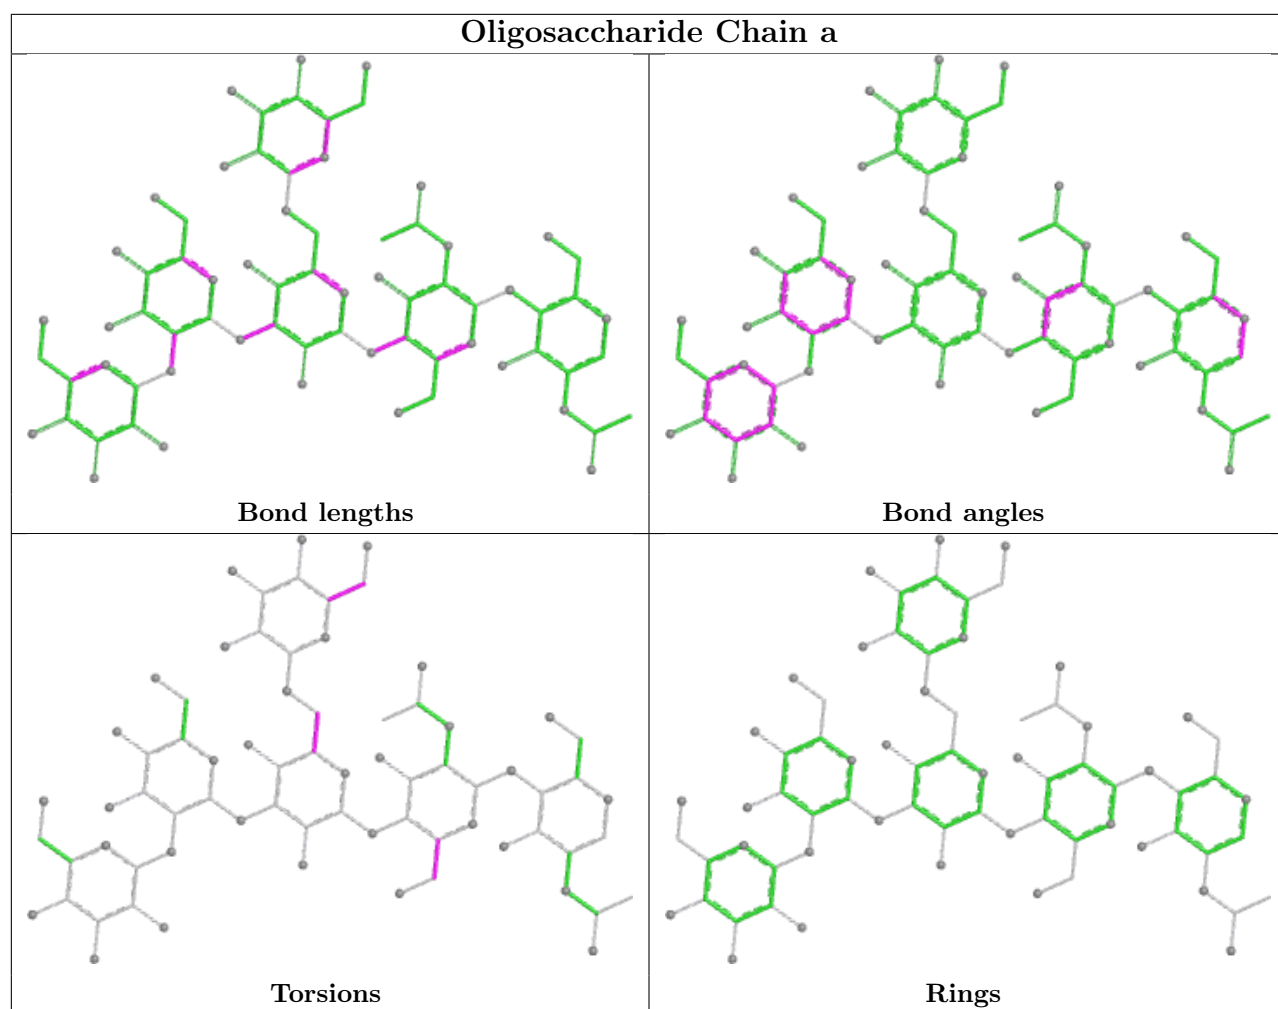 Oligosaccharide Chain a
Bond lengths
Bond angles
Torsions
Rings